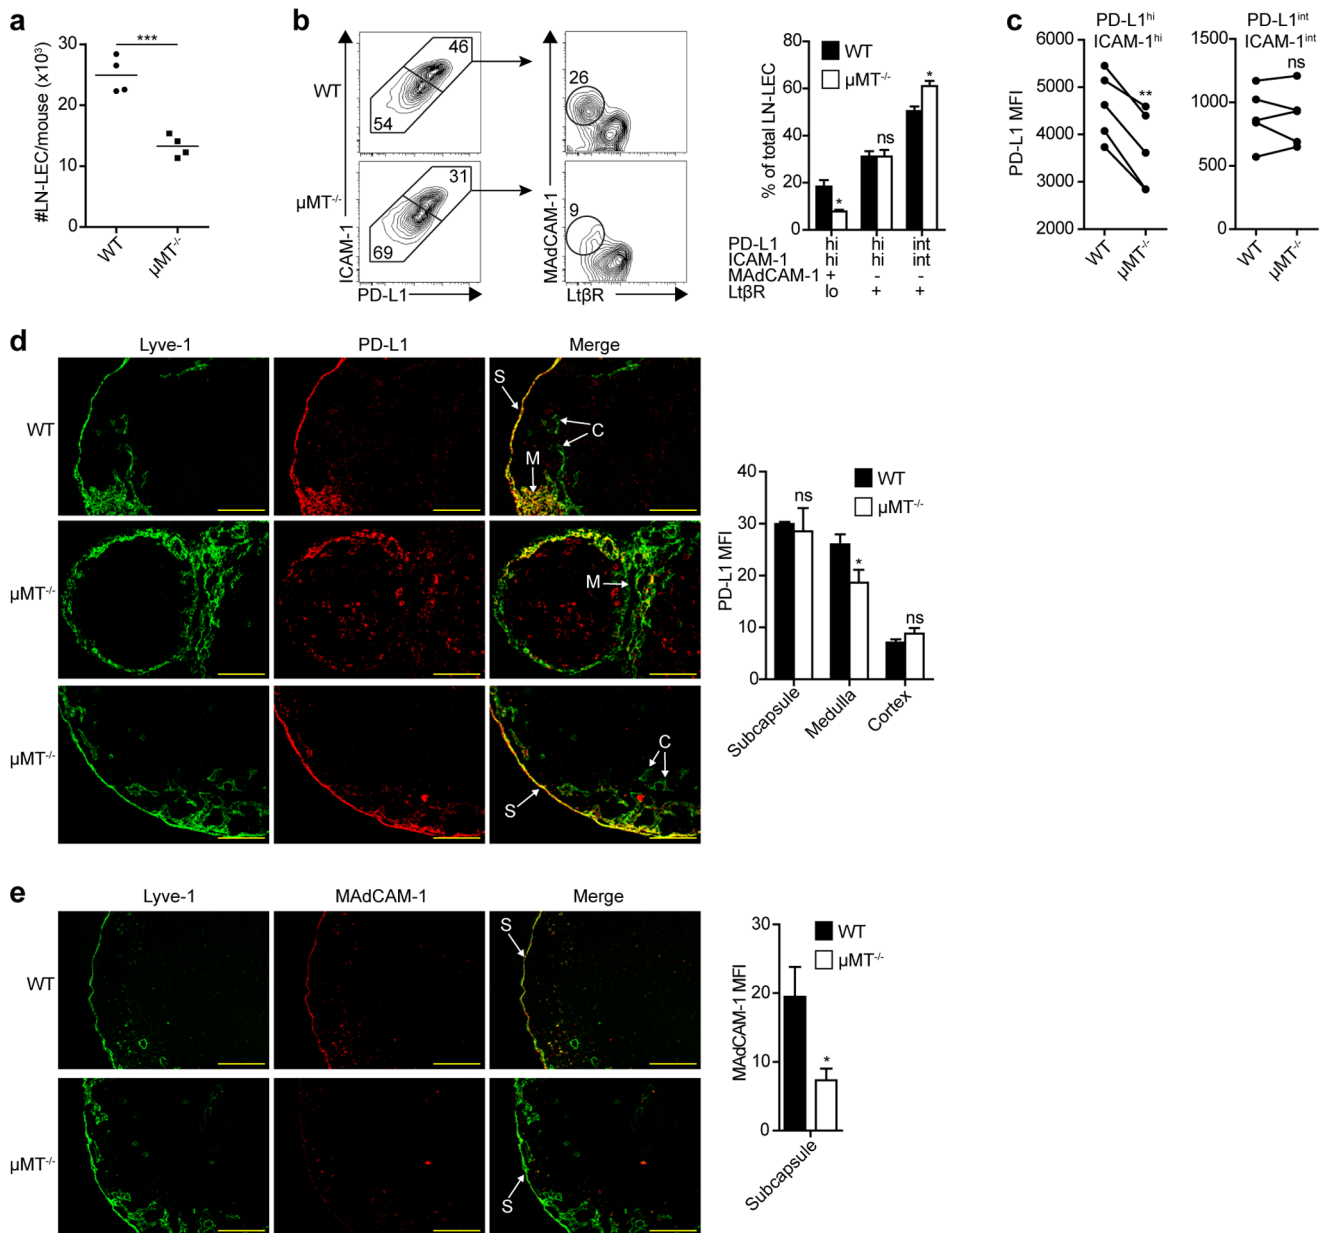 a
***
#LN-LEC/mouse (x10³)
30
20
10
0
WT
µMT⁻/⁻
b
WT
46
54
26
µMT⁻/⁻
31
69
9
ICAM-1
PD-L1
MAdCAM-1
LtβR
% of total LN-LEC
80
60
40
20
0
WT
µMT⁻/⁻
*
ns
*
PD-L1 hi hi int
ICAM-1 hi hi int
MAdCAM-1 + - -
LtβR lo + +
c
PD-L1ʰⁱ
ICAM-1ʰⁱ
PD-L1 MFI
6000
5000
4000
3000
2000
**
WT
µMT⁻/⁻
PD-L1ⁱⁿᵗ
ICAM-1ⁱⁿᵗ
1500
1000
500
0
ns
WT
µMT⁻/⁻
d
Lyve-1 PD-L1 Merge
WT
S
C
M
µMT⁻/⁻
M
µMT⁻/⁻
C
S
PD-L1 MFI
40
30
20
10
0
WT
µMT⁻/⁻
ns
*
ns
Subcapsule
Medulla
Cortex
e
Lyve-1 MAdCAM-1 Merge
WT
S
µMT⁻/⁻
S
MAdCAM-1 MFI
30
20
10
0
WT
µMT⁻/⁻
*
Subcapsule